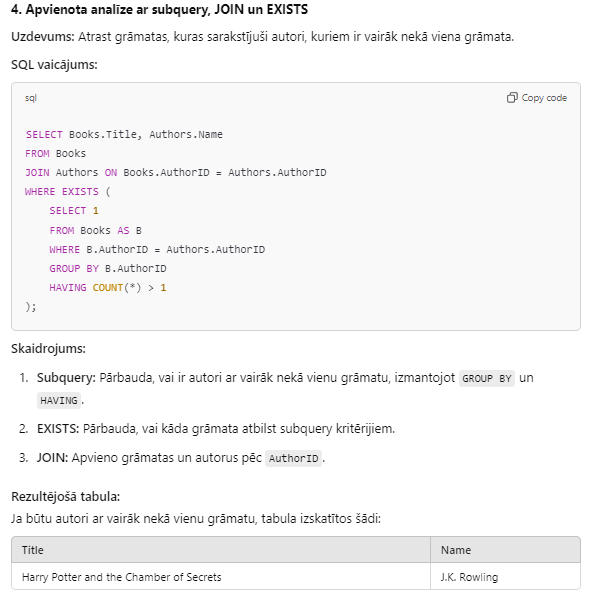 4. Apvienota analīze ar subquery, JOIN un EXISTS
Uzdevums: Atrast grāmatas, kuras sarakstījuši autori, kuriem ir vairāk nekā viena grāmata.
SQL vaicājums:
sql
Copy code
SELECT Books.Title, Authors.Name
FROM Books
JOIN Authors ON Books.AuthorID = Authors.AuthorID
WHERE EXISTS (
    SELECT 1
    FROM Books AS B
    WHERE B.AuthorID = Authors.AuthorID
    GROUP BY B.AuthorID
    HAVING COUNT(*) > 1
);
Skaidrojums:
1. Subquery: Pārbauda, vai ir autori ar vairāk nekā vienu grāmatu, izmantojot GROUP BY un
HAVING.
2. EXISTS: Pārbauda, vai kāda grāmata atbilst subquery kritērijiem.
3. JOIN: Apvieno grāmatas un autorus pēc AuthorID.
Rezultējošā tabula:
Ja būtu autori ar vairāk nekā vienu grāmatu, tabula izskatītos šādi:
Title Name
Harry Potter and the Chamber of Secrets J.K. Rowling